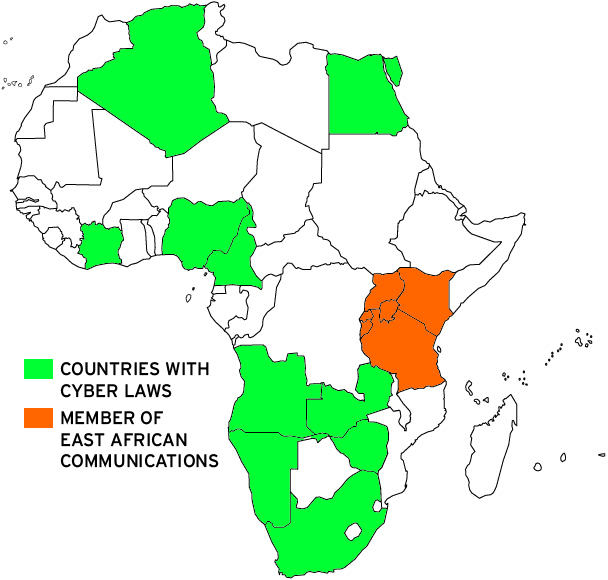 COUNTRIES WITH
CYBER LAWS
MEMBER OF
EAST AFRICAN
COMMUNICATIONS